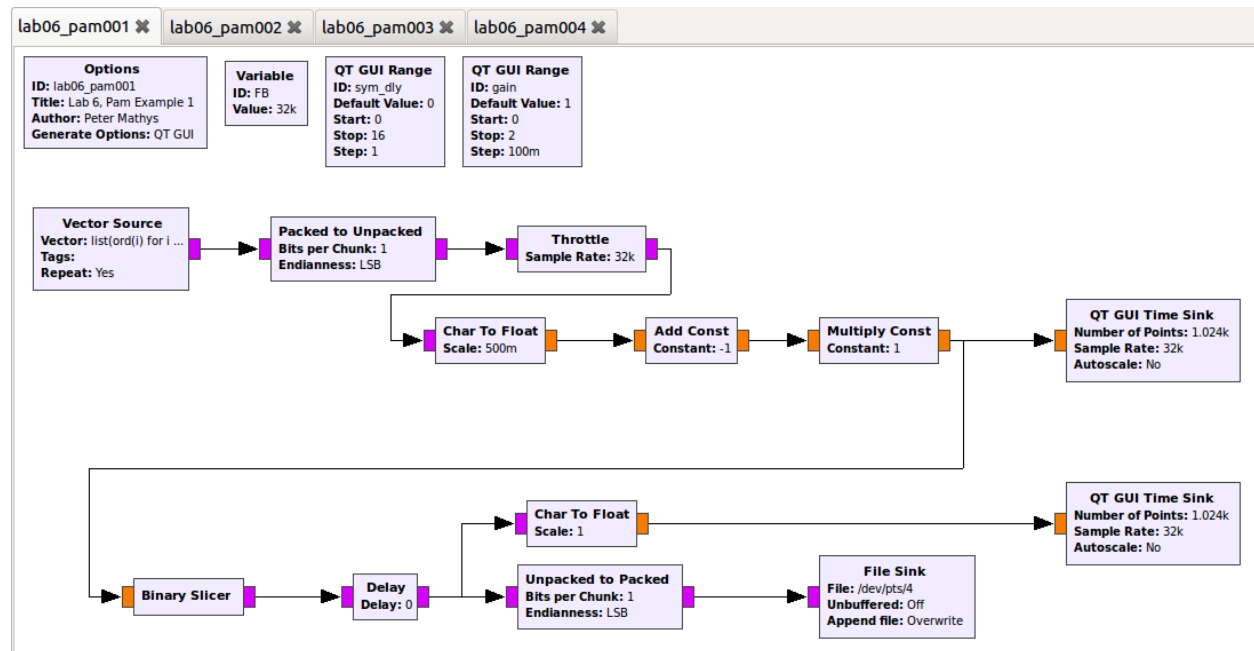 lab06_pam001 ✖ lab06_pam002 ✖ lab06_pam003 ✖ lab06_pam004 ✖
Options
ID: lab06_pam001
Title: Lab 6, Pam Example 1
Author: Peter Mathys
Generate Options: QT GUI
Variable
ID: FB
Value: 32k
QT GUI Range
ID: sym_dly
Default Value: 0
Start: 0
Stop: 16
Step: 1
QT GUI Range
ID: gain
Default Value: 1
Start: 0
Stop: 2
Step: 100m
Vector Source
Vector: list(ord(i) for i ...
Tags:
Repeat: Yes
Packed to Unpacked
Bits per Chunk: 1
Endianness: LSB
Throttle
Sample Rate: 32k
Char To Float
Scale: 500m
Add Const
Constant: -1
Multiply Const
Constant: 1
QT GUI Time Sink
Number of Points: 1.024k
Sample Rate: 32k
Autoscale: No
Binary Slicer
Delay
Delay: 0
Char To Float
Scale: 1
QT GUI Time Sink
Number of Points: 1.024k
Sample Rate: 32k
Autoscale: No
Unpacked to Packed
Bits per Chunk: 1
Endianness: LSB
File Sink
File: /dev/pts/4
Unbuffered: Off
Append file: Overwrite